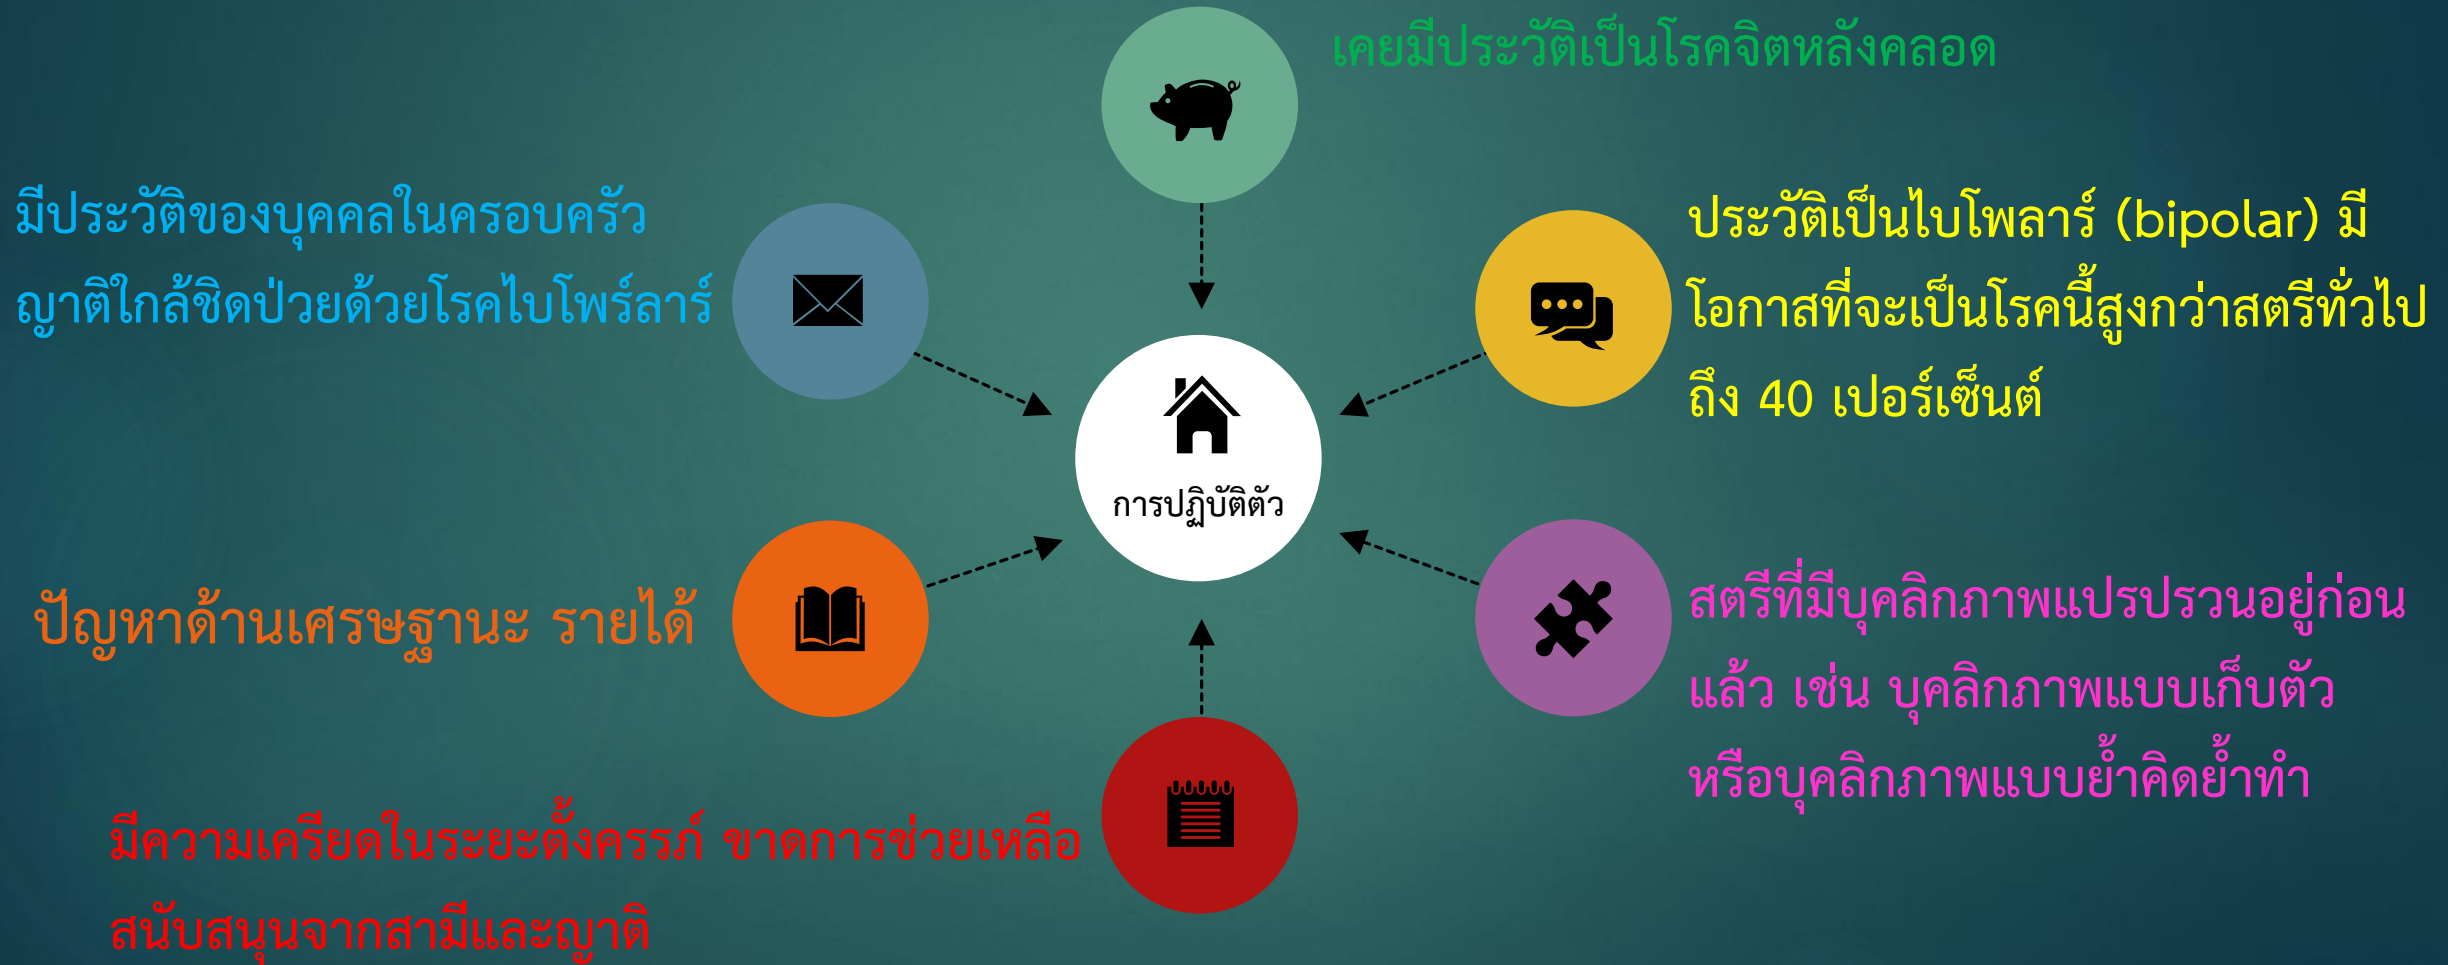 เคยมีประวัติเป็นโรคจิตหลังคลอด
มีประวัติของบุคคลในครอบครัว
ญาติใกล้ชิดป่วยด้วยโรคไบโพร์ลาร์
ประวัติเป็นไบโพลาร์ (bipolar) มี
โอกาสที่จะเป็นโรคนี้สูงกว่าสตรีทั่วไป
ถึง 40 เปอร์เซ็นต์
การปฏิบัติตัว
ปัญหาด้านเศรษฐานะ รายได้
สตรีที่มีบุคลิกภาพแปรปรวนอยู่ก่อน
แล้ว เช่น บุคลิกภาพแบบเก็บตัว
หรือบุคลิกภาพแบบย้ำคิดย้ำทำ
มีความเครียดในระยะตั้งครรภ์ ขาดการช่วยเหลือ
สนับสนุนจากสามีและญาติ